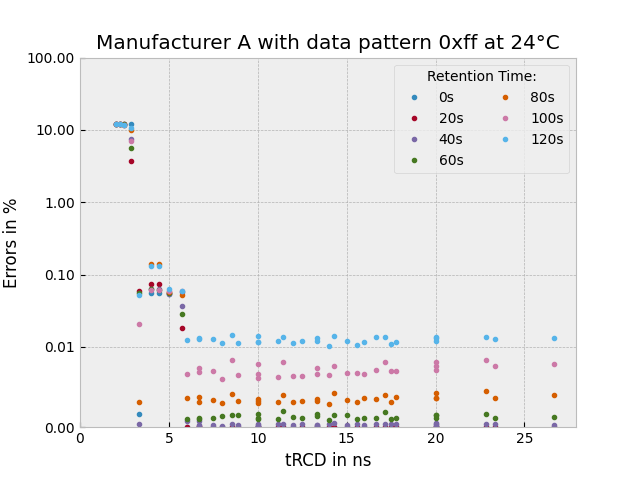 Manufacturer A with data pattern 0xff at 24°C
100.00
10.00
1.00
0.10
0.01
0.00
Errors in %
Retention Time:
0s
20s
40s
60s
80s
100s
120s
0
5
10
15
20
25
tRCD in ns